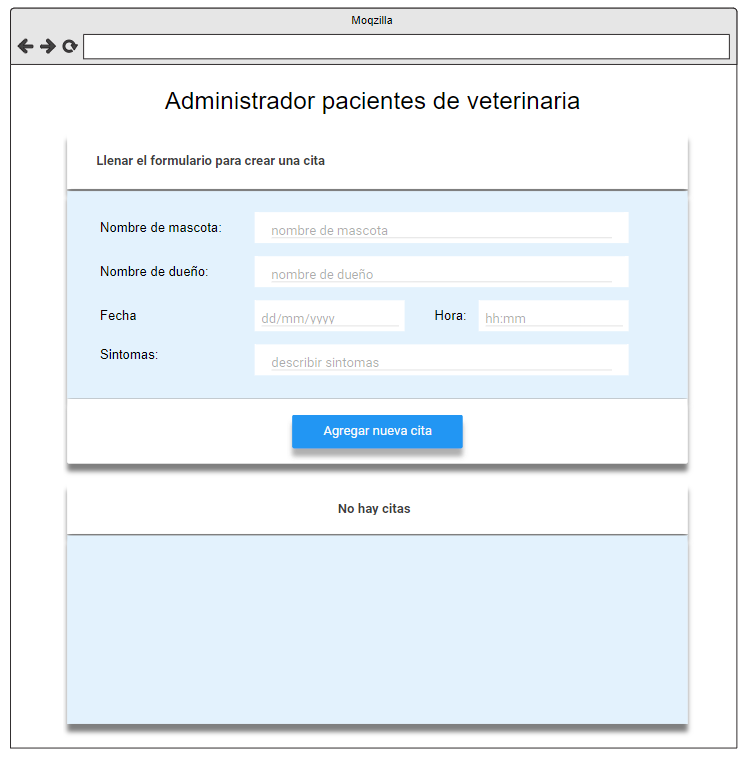 Moqzilla
Administrador pacientes de veterinaria
Llenar el formulario para crear una cita
Nombre de mascota: nombre de mascota
Nombre de dueño: nombre de dueño
Fecha dd/mm/yyyy Hora: hh:mm
Sintomas: describir sintomas
Agregar nueva cita
No hay citas